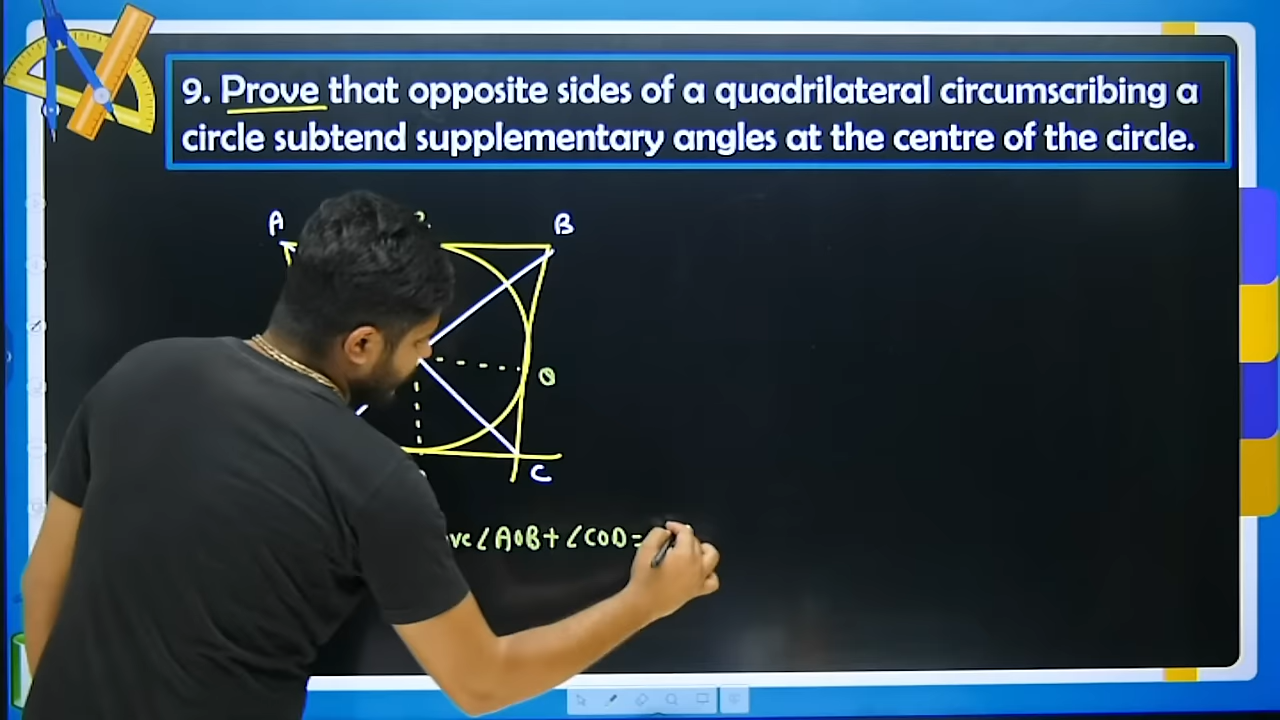 9. Prove that opposite sides of a quadrilateral circumscribing a
circle subtend supplementary angles at the centre of the circle.
A
B
Q
C
∠AOB + ∠COD =